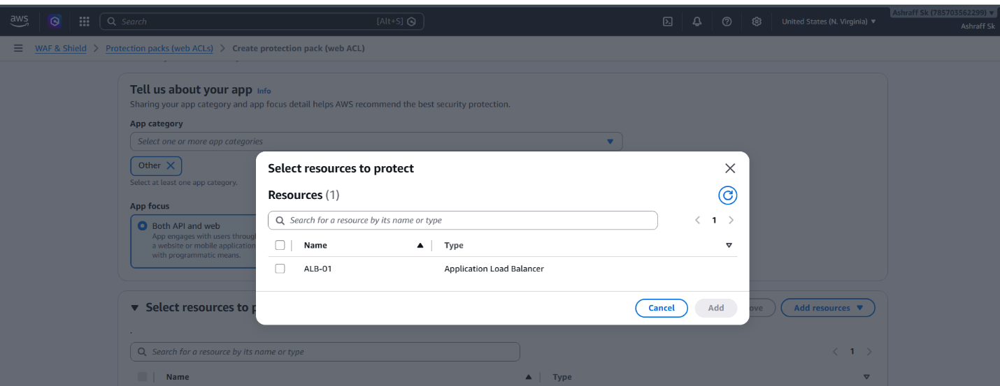 aws
Search
[Alt+S]
United States (N. Virginia) ▼
Ashraff Sk (785703562299) ▼
Ashraff Sk
WAF & Shield > Protection packs (web ACLs) > Create protection pack (web ACL)
Tell us about your app Info
Sharing your app category and app focus detail helps AWS recommend the best security protection.
App category
Select one or more app categories
Other
Select at least one app category.
App focus
Both API and web
App engages with users through
a website or mobile application
with programmatic means.
Select resources to protect
Resources (1)
Search for a resource by its name or type
1
Name Type
ALB-01 Application Load Balancer
Cancel Add
Select resources to p
ove
Add resources ▼
.
Search for a resource by its name or type
1
Name Type